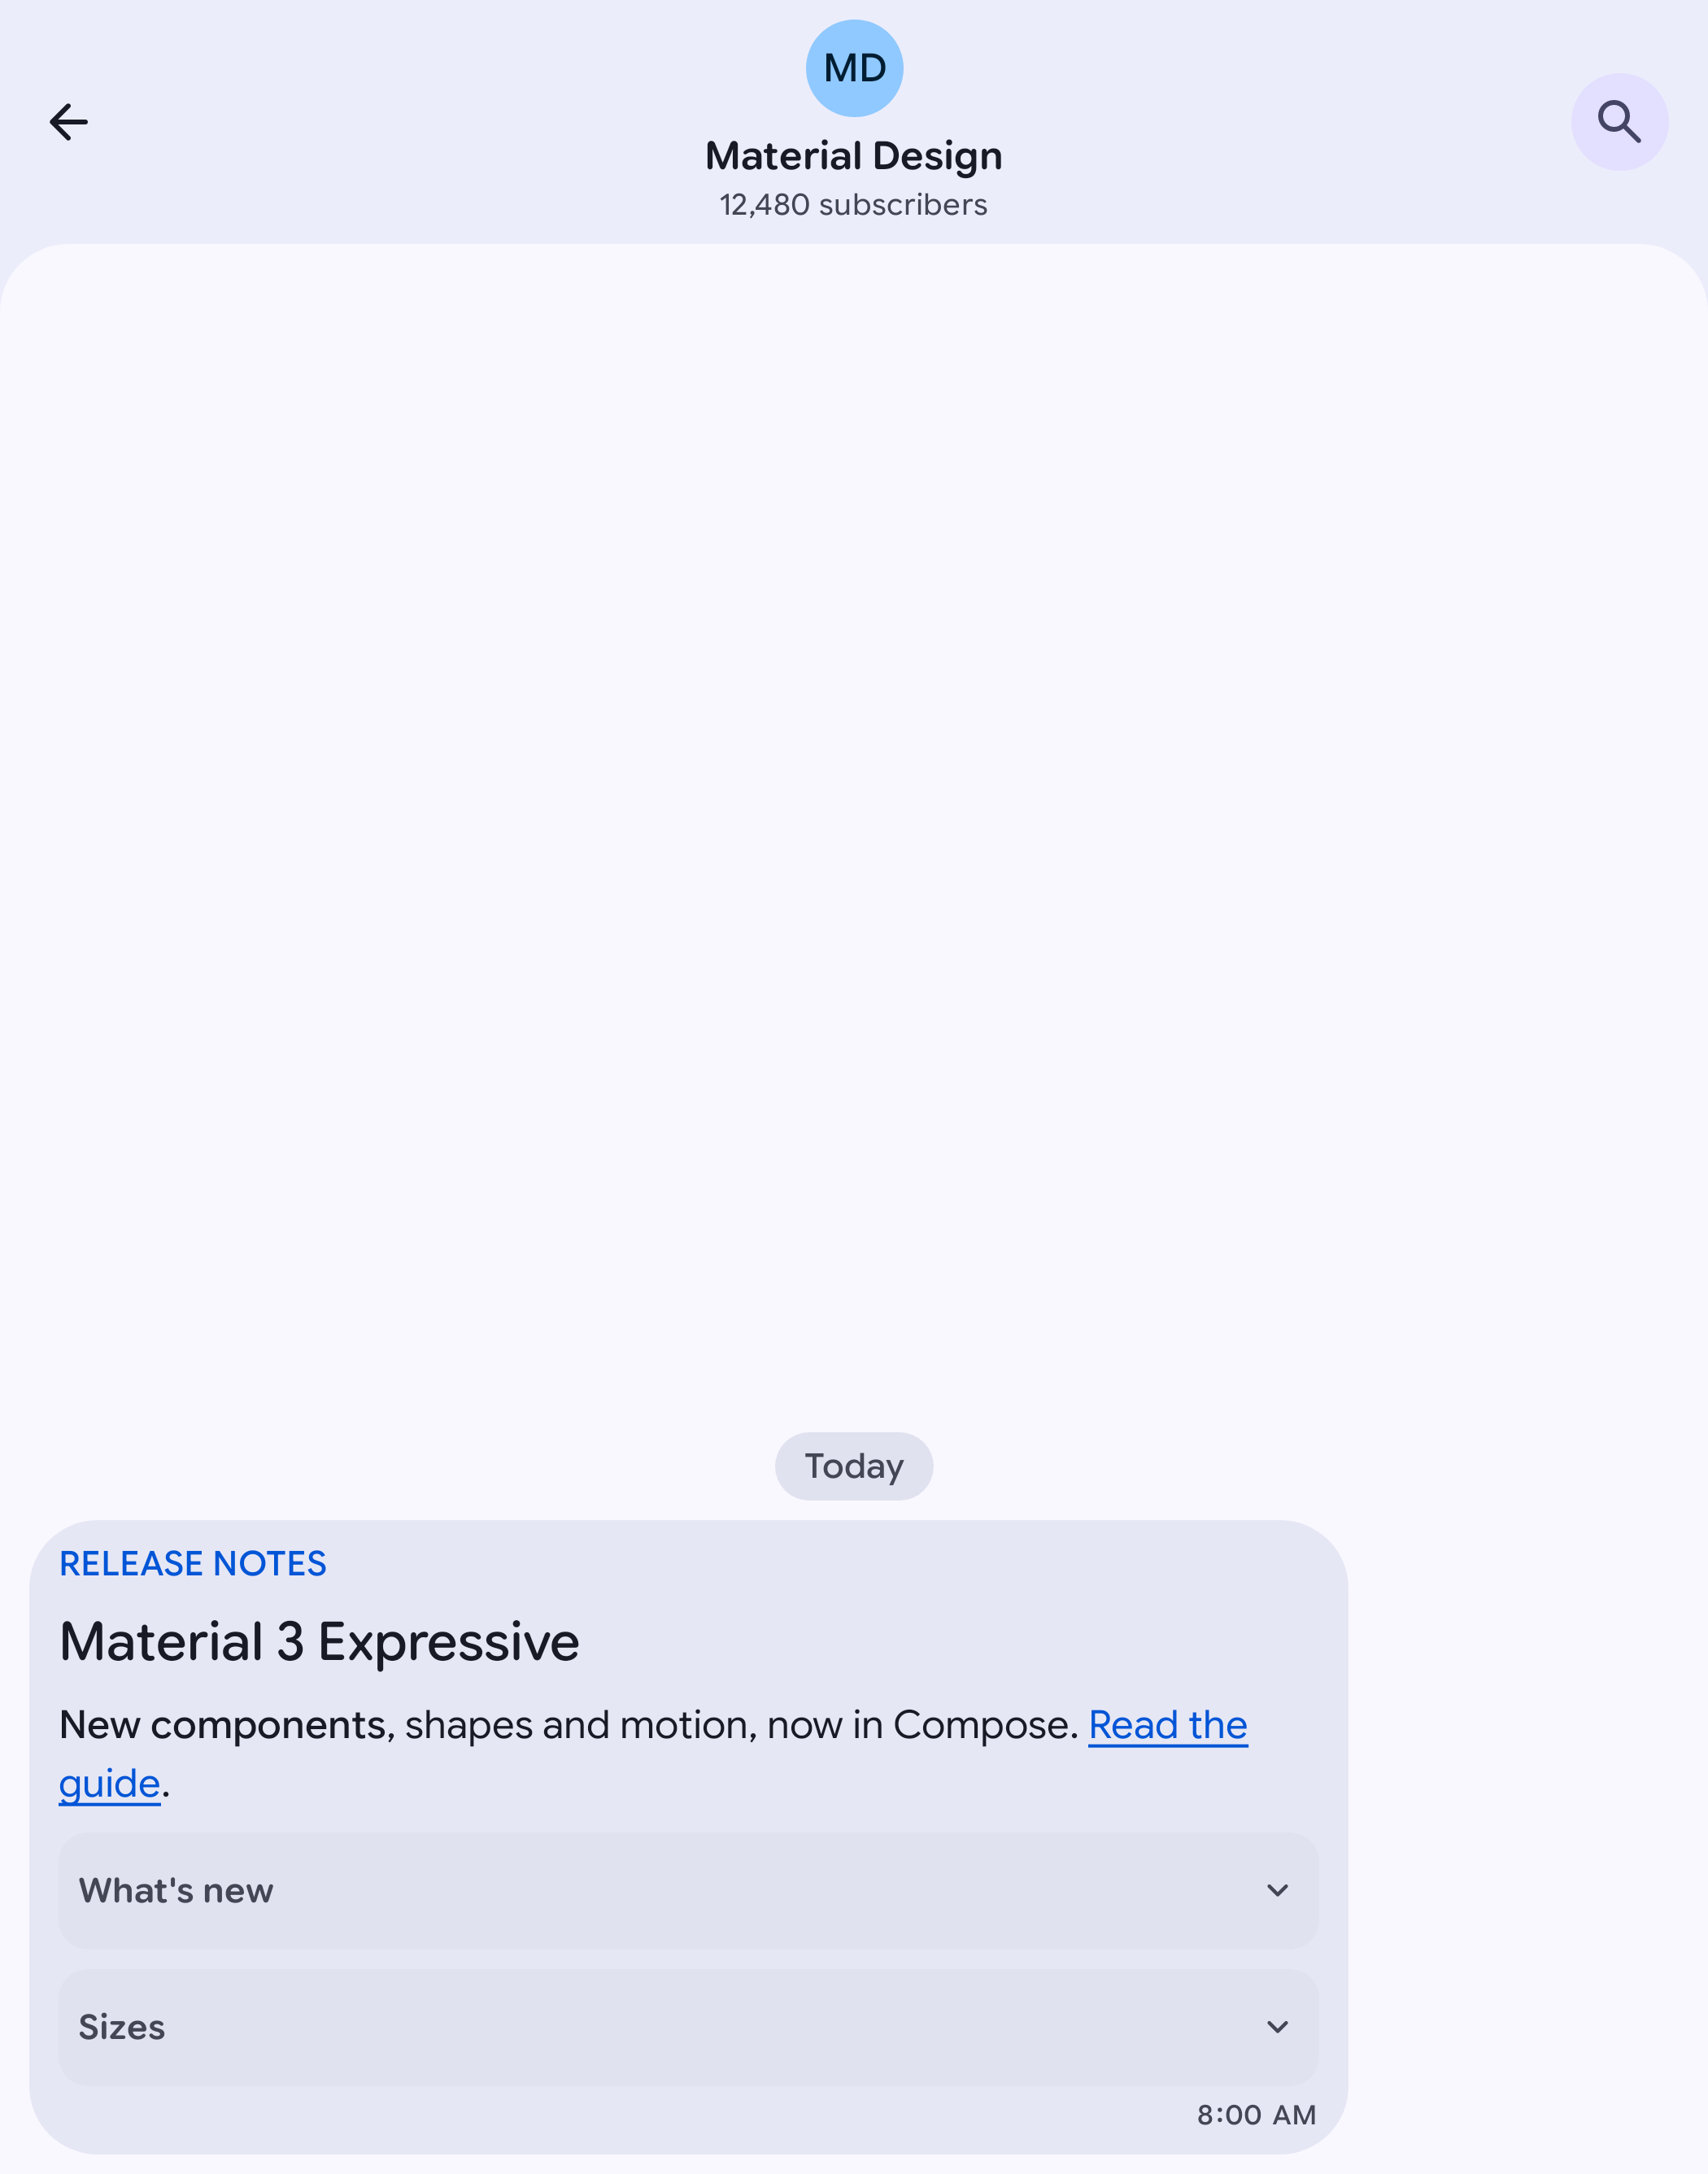 MD
Material Design
12,480 subscribers
Today
RELEASE NOTES
Material 3 Expressive
New components, shapes and motion, now in Compose. Read the
guide.
What's new
Sizes
8:00 AM